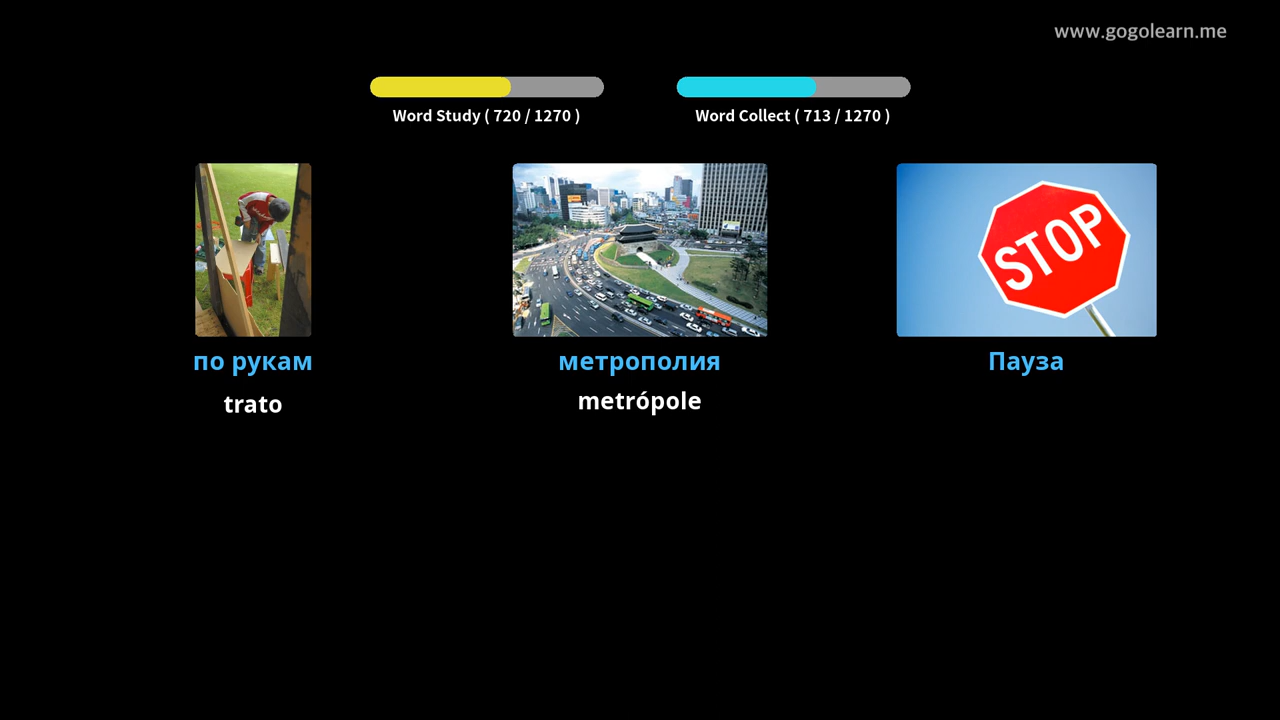 www.gogolearn.me
Word Study ( 720 / 1270 )
Word Collect ( 713 / 1270 )
STOP
по рукам
метрополия
Пауза
trato
metrópole